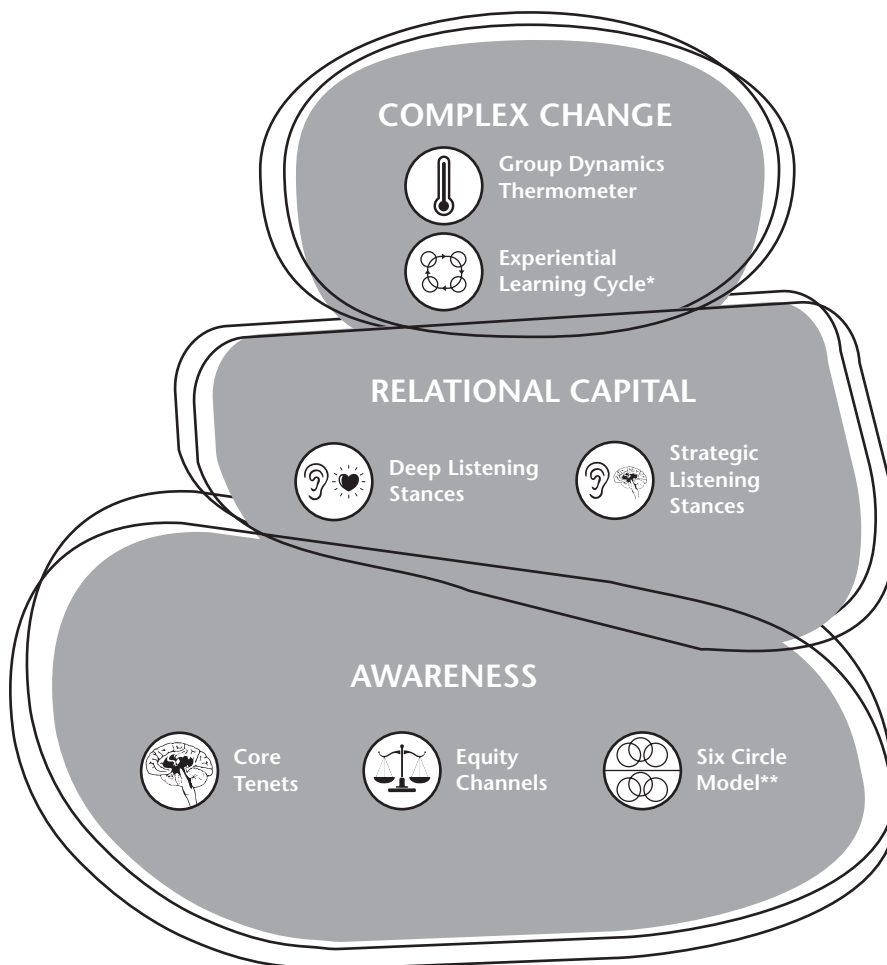 COMPLEX CHANGE
Group Dynamics
Thermometer
Experiential
Learning Cycle*
RELATIONAL CAPITAL
Deep Listening
Stances
Strategic
Listening
Stances
AWARENESS
Core
Tenets
Equity
Channels
Six Circle
Model**